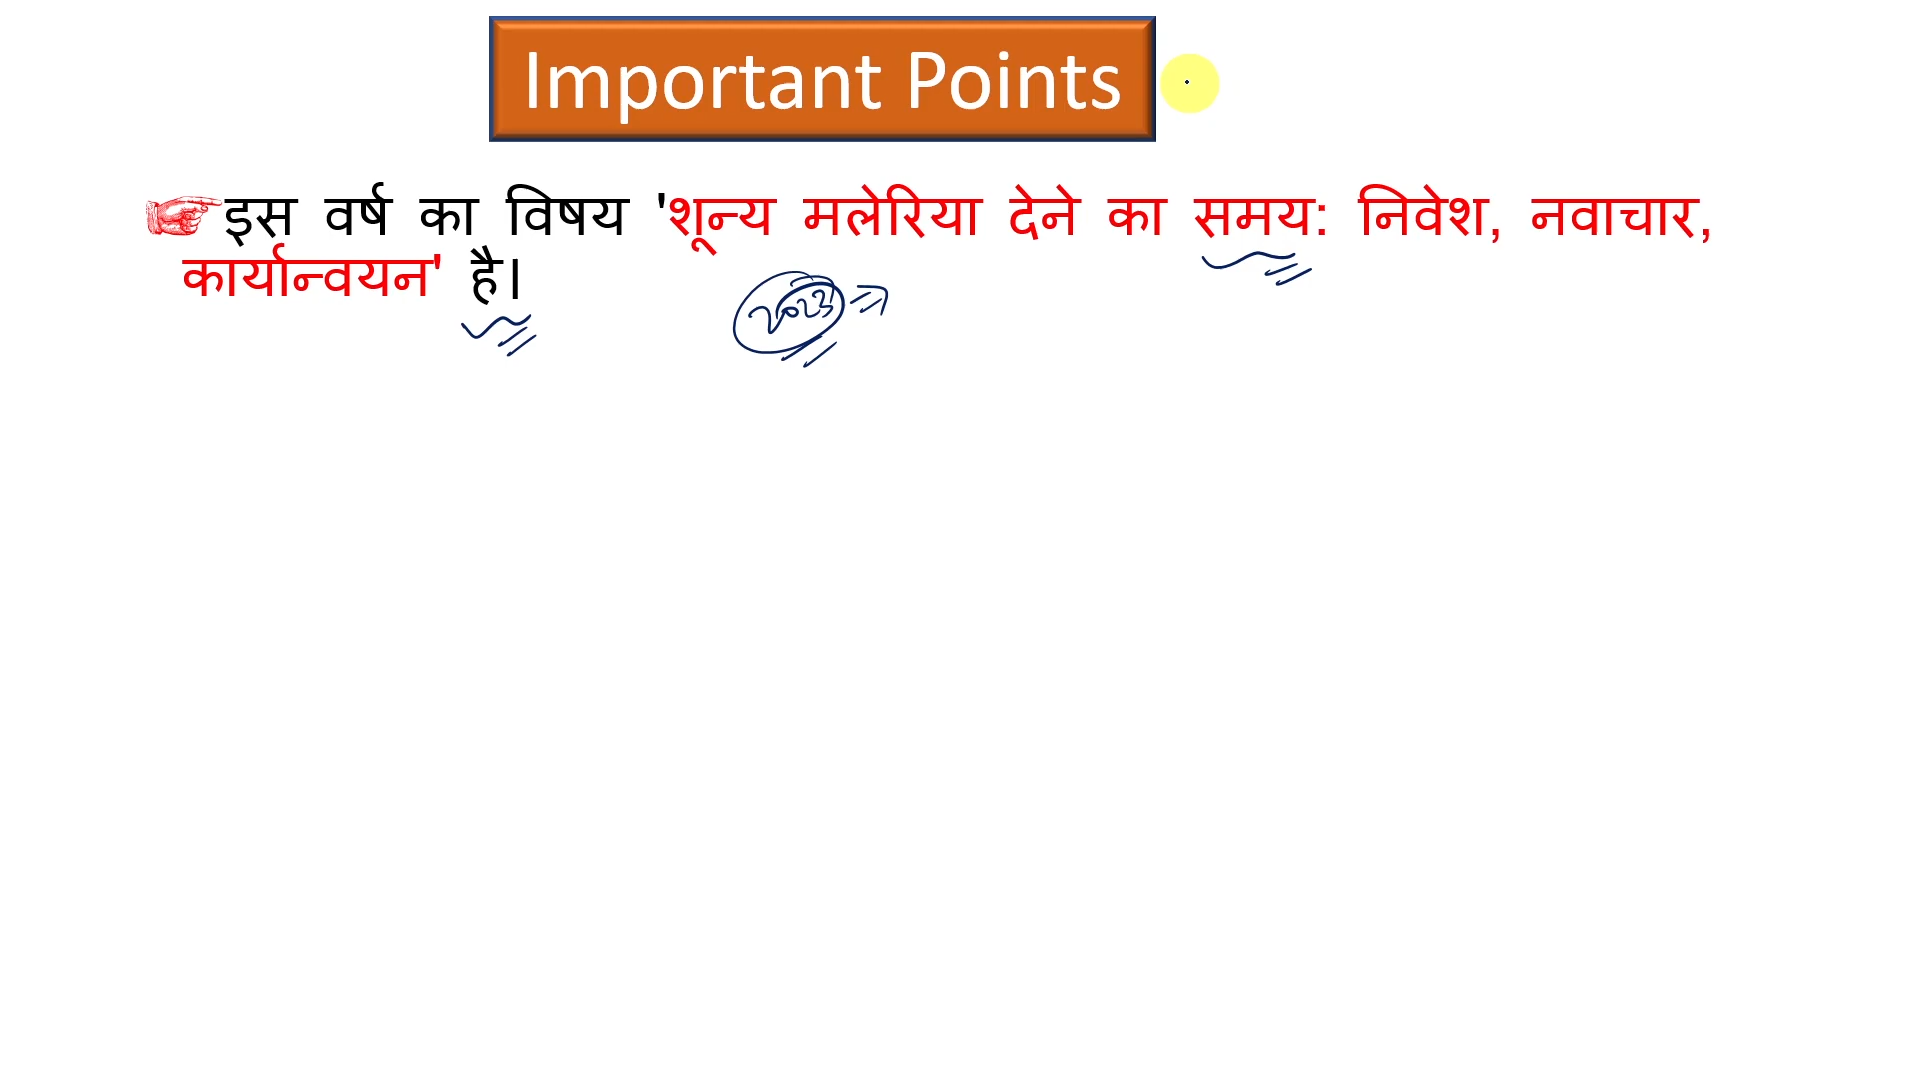 Important Points
इस वर्ष का विषय 'शून्य मलेरिया देने का समय: निवेश, नवाचार,
कार्यान्वयन' है।
2023